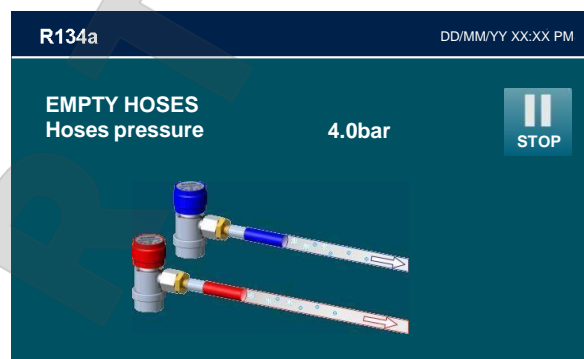 R134a
DD/MM/YY XX:XX PM
EMPTY HOSES
Hoses pressure 4.0bar
STOP